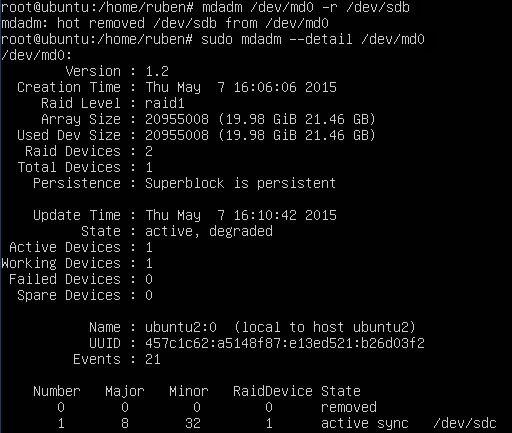 root@ubuntu:/home/ruben# mdadm /dev/md0 -r /dev/sdb
mdadm: hot removed /dev/sdb from /dev/md0
root@ubuntu:/home/ruben# sudo mdadm --detail /dev/md0
/dev/md0:
Version : 1.2
Creation Time : Thu May  7 16:06:06 2015
Raid Level : raid1
Array Size : 20955008 (19.98 GiB 21.46 GB)
Used Dev Size : 20955008 (19.98 GiB 21.46 GB)
Raid Devices : 2
Total Devices : 1
Persistence : Superblock is persistent
Update Time : Thu May  7 16:10:42 2015
State : active, degraded
Active Devices : 1
Working Devices : 1
Failed Devices : 0
Spare Devices : 0
Name : ubuntu2:0  (local to host ubuntu2)
UUID : 457c1c62:a5148f87:e13ed521:b26d03f2
Events : 21
Number   Major   Minor   RaidDevice State
0        0        0        0      removed
1        8       32        1      active sync   /dev/sdc